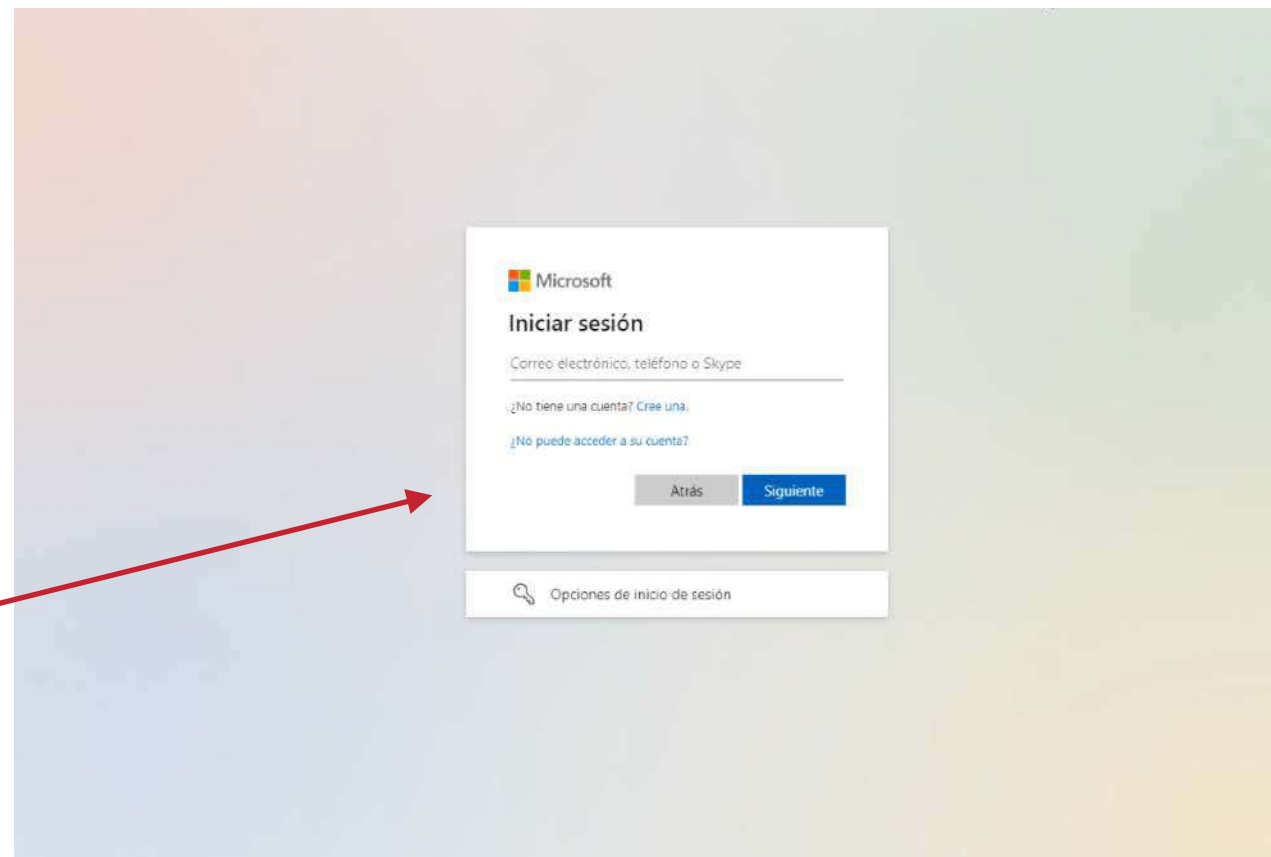 Microsoft
Iniciar sesión
Correo electrónico, teléfono o Skype
¿No tiene una cuenta? Cree una.
¿No puede acceder a su cuenta?
Atrás Siguiente
Opciones de inicio de sesión